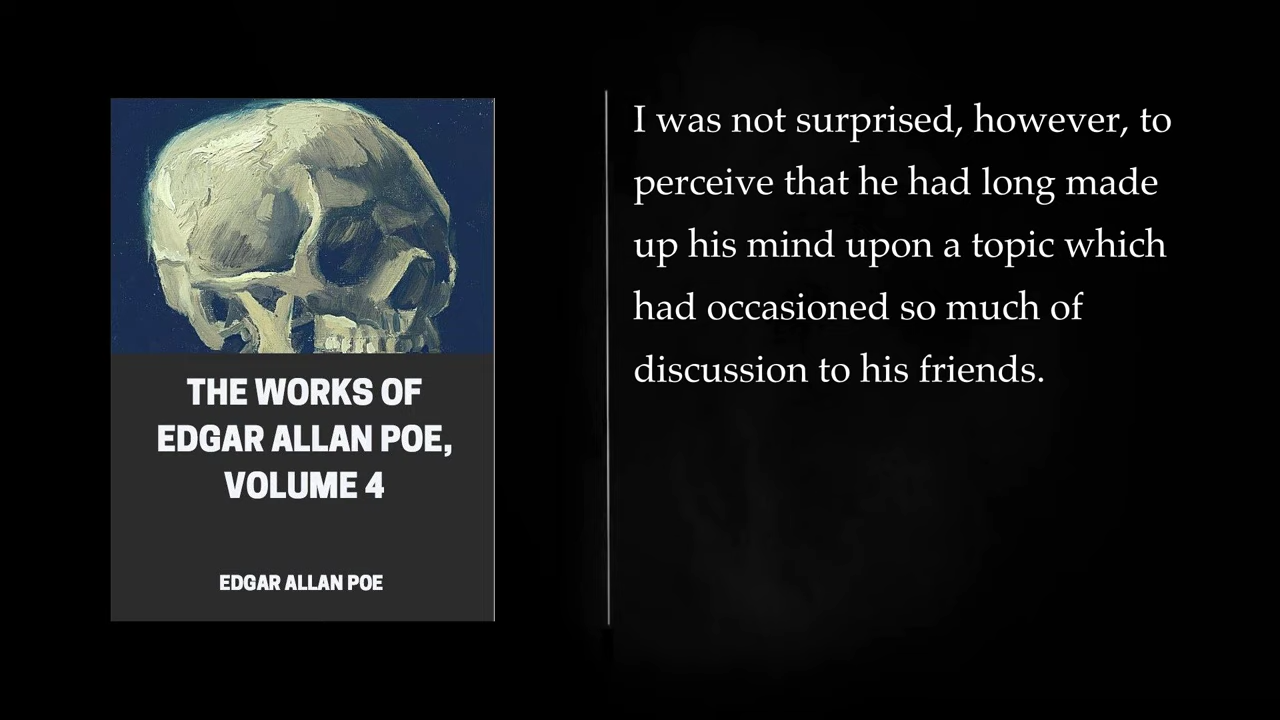 THE WORKS OF
EDGAR ALLAN POE,
VOLUME 4
EDGAR ALLAN POE
I was not surprised, however, to
perceive that he had long made
up his mind upon a topic which
had occasioned so much of
discussion to his friends.